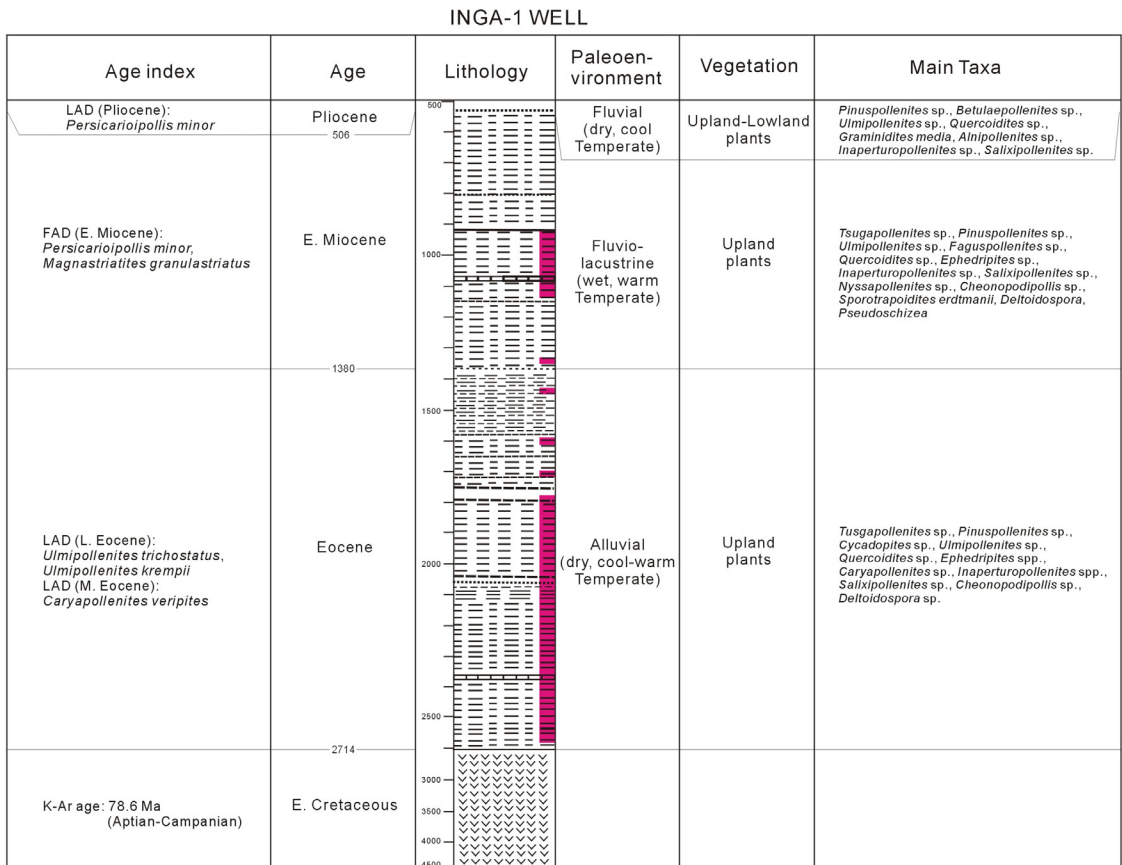 INGA-1 WELL
Age index
Age
Lithology
Paleoen-
vironment
Vegetation
Main Taxa
LAD (Pliocene):
Persicarioipollis minor
Pliocene
506
500
Fluvial
(dry, cool
Temperate)
Upland-Lowland
plants
Pinuspollenites sp., Betulaepollenites sp.,
Ulmipollenites sp., Quercoidites sp.,
Graminidites media, Alnipollenites sp.,
Inaperturopollenites sp., Salixipollenites sp.
FAD (E. Miocene):
Persicarioipollis minor,
Magnastriatites granulastriatus
E. Miocene
1000
Fluvio-
lacustrine
(wet, warm
Temperate)
Upland
plants
Tsugapollenites sp., Pinuspollenites sp.,
Ulmipollenites sp., Faguspollenites sp.,
Quercoidites sp., Ephedripites sp.,
Inaperturopollenites sp., Salixipollenites sp.,
Nyssapollenites sp., Cheonopodipollis sp.,
Sporotrapoidites erdtmanii, Deltoidospora,
Pseudoschizea
1380
1500
LAD (L. Eocene):
Ulmipollenites trichostatus,
Ulmipollenites krempii
LAD (M. Eocene):
Caryapollenites veripites
Eocene
2000
Alluvial
(dry, cool-warm
Temperate)
Upland
plants
Tusgapollenites sp., Pinuspollenites sp.,
Cycadopites sp., Ulmipollenites sp.,
Quercoidites sp., Ephedripites spp.,
Caryapollenites sp., Inaperturopollenites spp.,
Salixipollenites sp., Cheonopodipollis sp.,
Deltoidospora sp.
2500
2714
K-Ar age: 78.6 Ma
(Aptian-Campanian)
E. Cretaceous
3000
3500
4000
4500